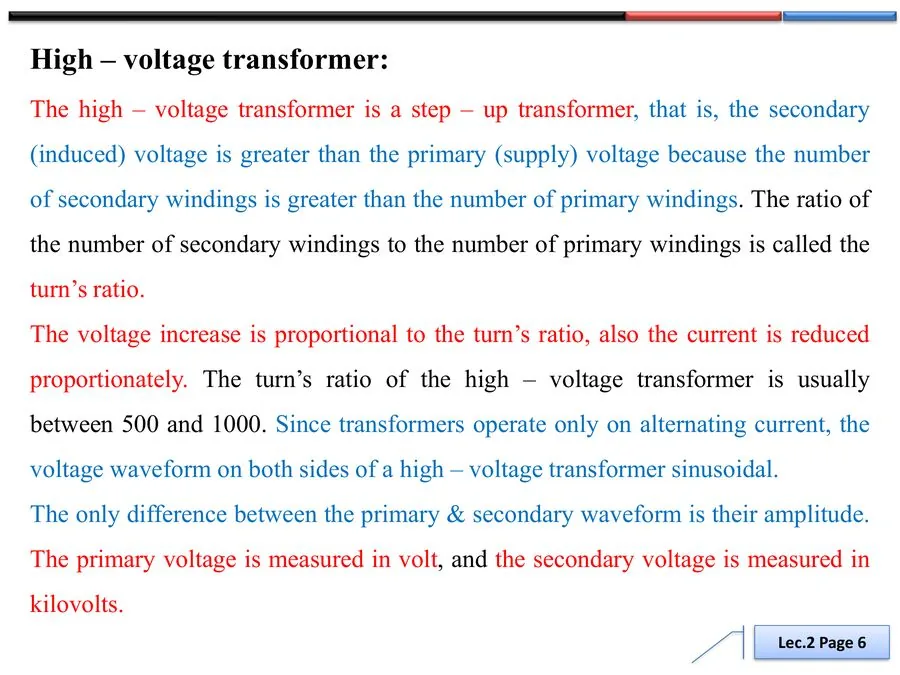 High – voltage transformer:
The high – voltage transformer is a step – up transformer, that is, the secondary
(induced) voltage is greater than the primary (supply) voltage because the number
of secondary windings is greater than the number of primary windings. The ratio of
the number of secondary windings to the number of primary windings is called the
turn’s ratio.
The voltage increase is proportional to the turn’s ratio, also the current is reduced
proportionately. The turn’s ratio of the high – voltage transformer is usually
between 500 and 1000. Since transformers operate only on alternating current, the
voltage waveform on both sides of a high – voltage transformer sinusoidal.
The only difference between the primary & secondary waveform is their amplitude.
The primary voltage is measured in volt, and the secondary voltage is measured in
kilovolts.
Lec.2 Page 6